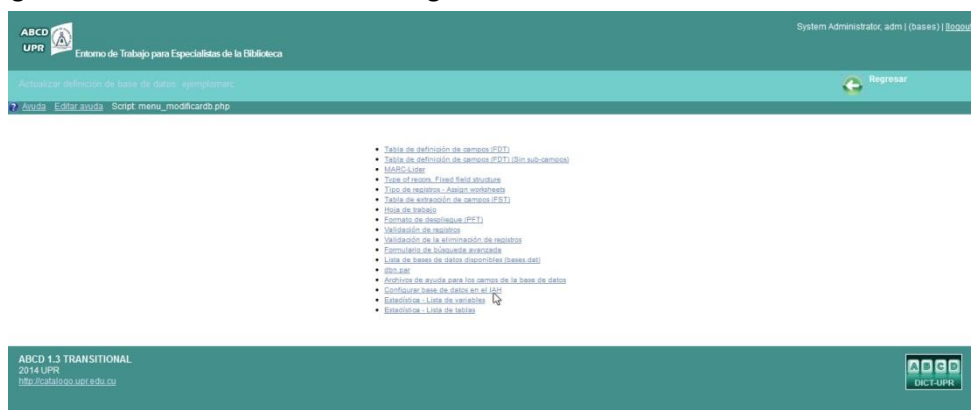 ABCD
UPR
Entorno de Trabajo para Especialistas de la Biblioteca
System Administrator, adm | (bases) | [logout
Actualizar definición de base de datos: ejemplomarc
Regresar
Ayuda Editar ayuda Script: menu_modificardb.php
Tabla de definición de campos (FDT)
Tabla de definición de campos (FDT) (Sin sub-campos)
MARC-Líder
Type of record, Fixed field structure
Tipo de registros - Assign worksheets
Tabla de extracción de campos (FST)
Hoja de trabajo
Formato de despliegue (PFT)
Validación de registros
Validación de la eliminación de registros
Formulario de búsqueda avanzada
Lista de bases de datos disponibles (bases.dat)
dbn.par
Archivos de ayuda para los campos de la base de datos
Configurar base de datos en el IAH
Estadística - Lista de variables
Estadística - Lista de tablas
ABCD 1.3 TRANSITIONAL
2014 UPR
http://catalogo.upr.edu.cu
ABCD
DICT-UPR